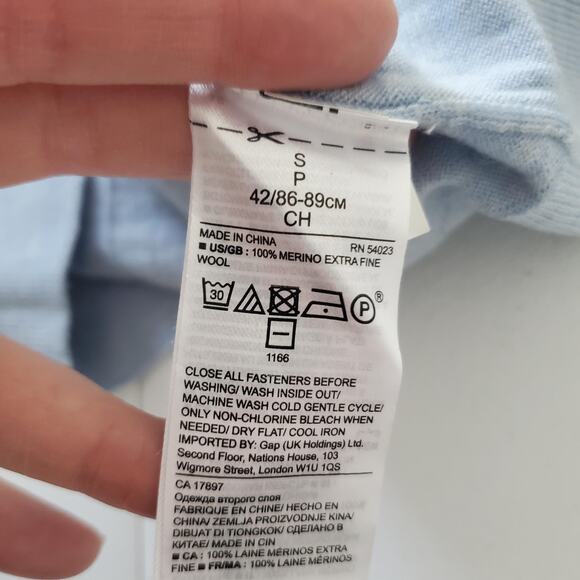 S
P
42/86-89CM
CH
MADE IN CHINA RN 54023
■ US/GB : 100% MERINO EXTRA FINE
WOOL
30 P ®
1166
CLOSE ALL FASTENERS BEFORE
WASHING/ WASH INSIDE OUT/
MACHINE WASH COLD GENTLE CYCLE/
ONLY NON-CHLORINE BLEACH WHEN
NEEDED/ DRY FLAT/ COOL IRON
IMPORTED BY: Gap (UK Holdings) Ltd.
Second Floor, Nations House, 103
Wigmore Street, London W1U 1QS
CA 17897
Одежда второго слоя
FABRIQUE EN CHINE/ HECHO EN
CHINA/ ZEMLJA PROIZVODNJE KINA/
DIBUAT DI TIONGKOK/ СДЕЛАНО В
КИТАЕ/ MADE IN CIN
■ CA : 100% LAINE MÉRINOS EXTRA
FINE ■ FR/MA : 100% LAINE MÉRINOS